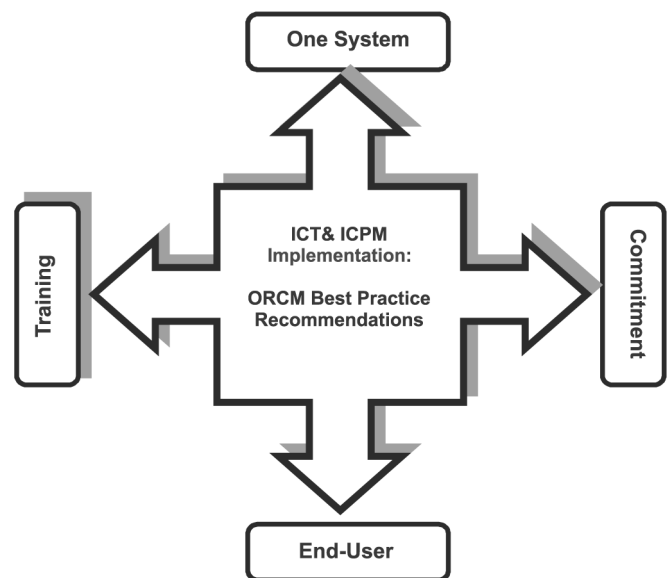 One System
Training
ICT& ICPM
Implementation:
ORCM Best Practice
Recommendations
Commitment
End-User